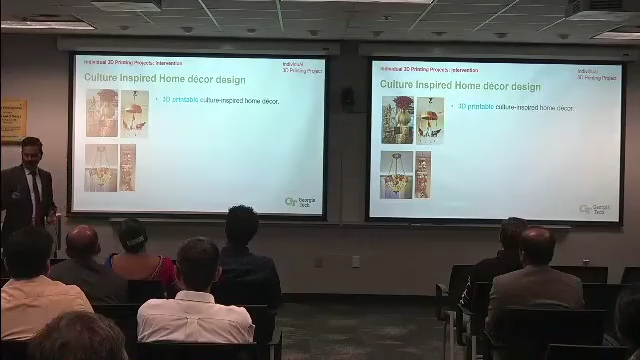 Individual 3D Printing Projects: Intervention
Individual
3D Printing Project
Culture Inspired Home décor design
• 3D printable culture-inspired home décor.
Georgia
Tech
Individual 3D Printing Projects: Intervention
Individual
3D Printing Project
Culture Inspired Home décor design
• 3D printable culture-inspired home décor.
Georgia
Tech